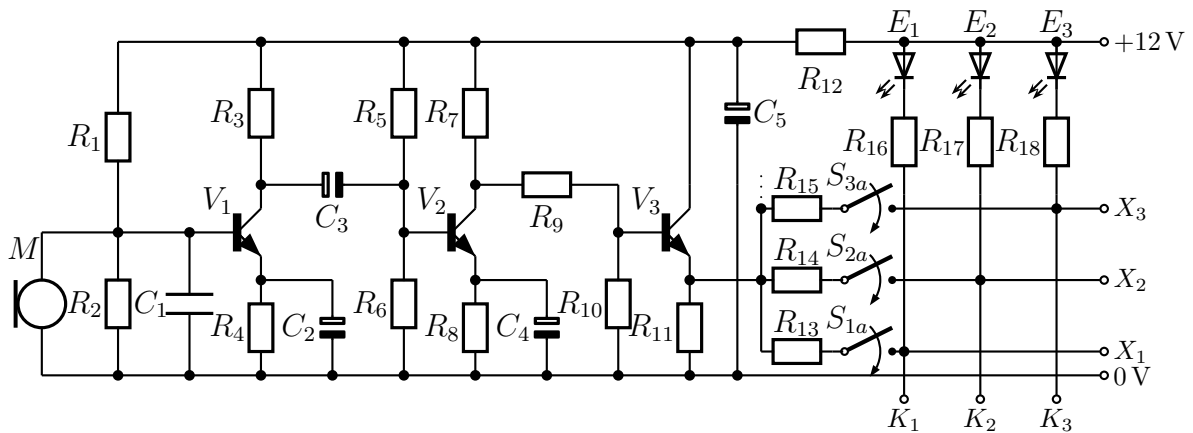 E1 E2 E3
+12 V
R12
R3 R5 R7 C5
R1
R16 R17 R18
V1 C3 V2 R9 V3 R15 S3a X3
M
R14 S2a X2
R2 C1 R4 C2 R6 R8 C4 R10 R11
R13 S1a X1
0 V
K1 K2 K3